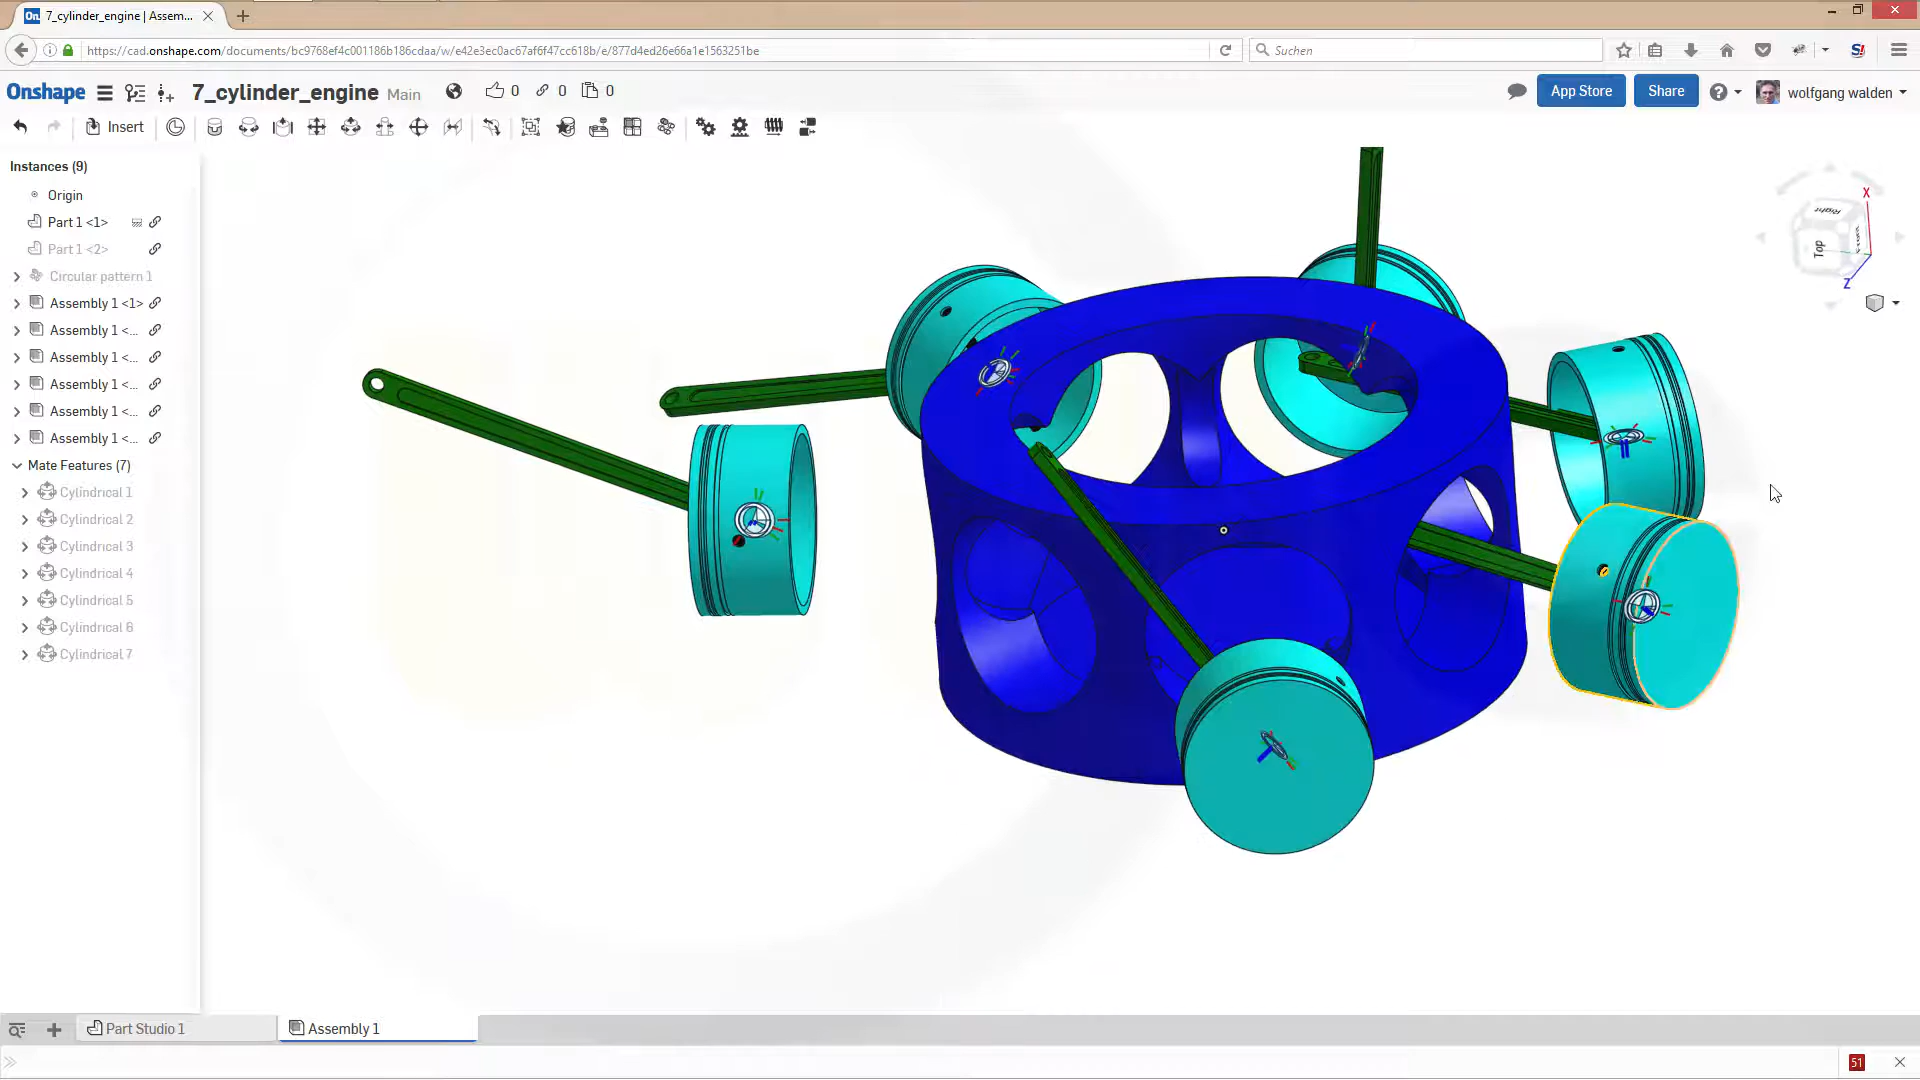 7_cylinder_engine | Assem...
https://cad.onshape.com/documents/bc9768ef4c001186b186cdaa/w/e42e3ec0ac67af6f47cc618b/e/877d4ed26e66a1e1563251be
Suchen
Onshape
7_cylinder_engine Main
0 0 0
App Store
Share
wolfgang walden
Insert
Instances (9)
Origin
Part 1 <1>
Part 1 <2>
Circular pattern 1
Assembly 1 <1>
Assembly 1 <...
Assembly 1 <...
Assembly 1 <...
Assembly 1 <...
Assembly 1 <...
Mate Features (7)
Cylindrical 1
Cylindrical 2
Cylindrical 3
Cylindrical 4
Cylindrical 5
Cylindrical 6
Cylindrical 7
X
Right
Top
Front
Z
Part Studio 1
Assembly 1
51